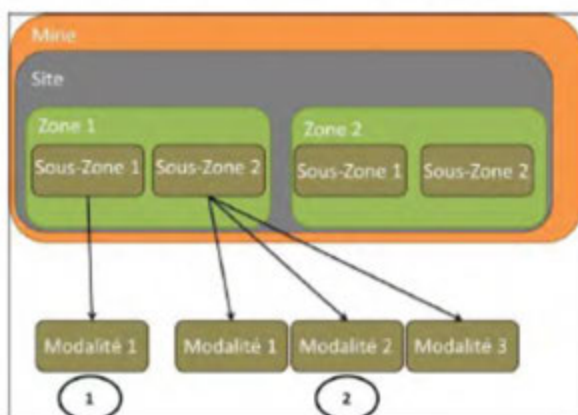 Mine
Site
Zone 1
Zone 2
Sous-Zone 1
Sous-Zone 2
Sous-Zone 1
Sous-Zone 2
Modalité 1
Modalité 1
Modalité 2
Modalité 3
1
2